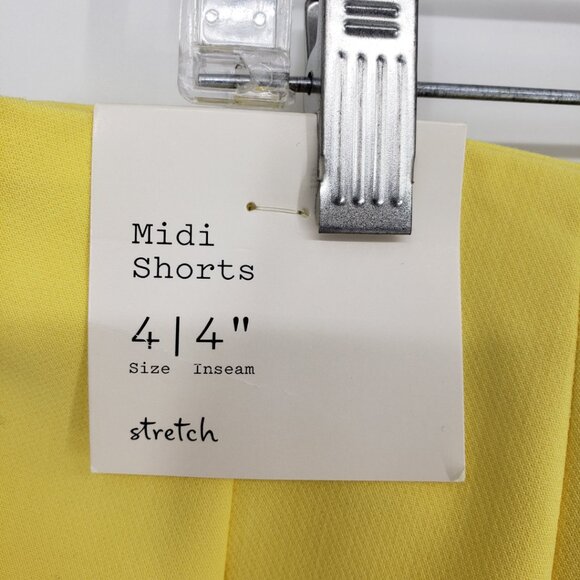 Midi
Shorts
4|4"
Size Inseam
stretch